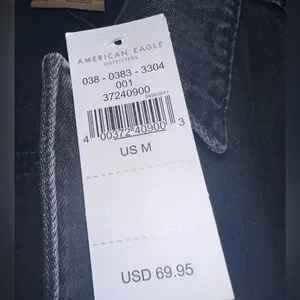 AMERICAN EAGLE
OUTFITTERS
038 - 0383 - 3304
001
37240900
4 00372 40900 3
US M
USD 69.95